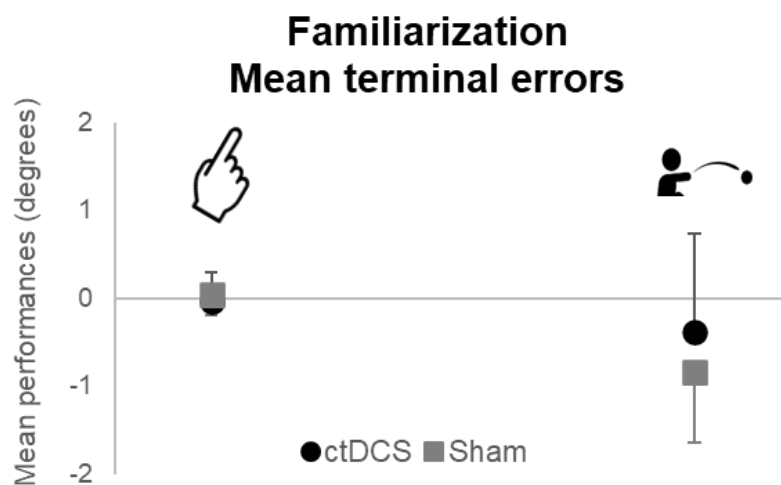 Familiarization
Mean terminal errors
Mean performances (degrees)
2
1
0
-1
-2
ctDCS Sham